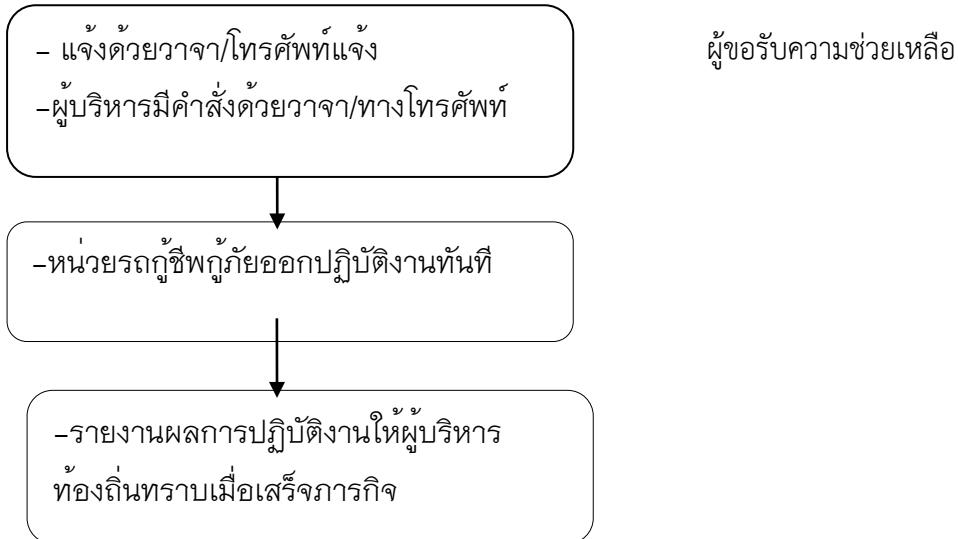 - แจ้งด้วยวาจา/โทรศัพท์แจ้ง
ผู้ขอรับความช่วยเหลือ
-ผู้บริหารมีคำสั่งด้วยวาจา/ทางโทรศัพท์
-หน่วยรถกู้ชีพกู้ภัยออกปฏิบัติงานทันที
-รายงานผลการปฏิบัติงานให้ผู้บริหาร
ท้องถิ่นทราบเมื่อเสร็จภารกิจ